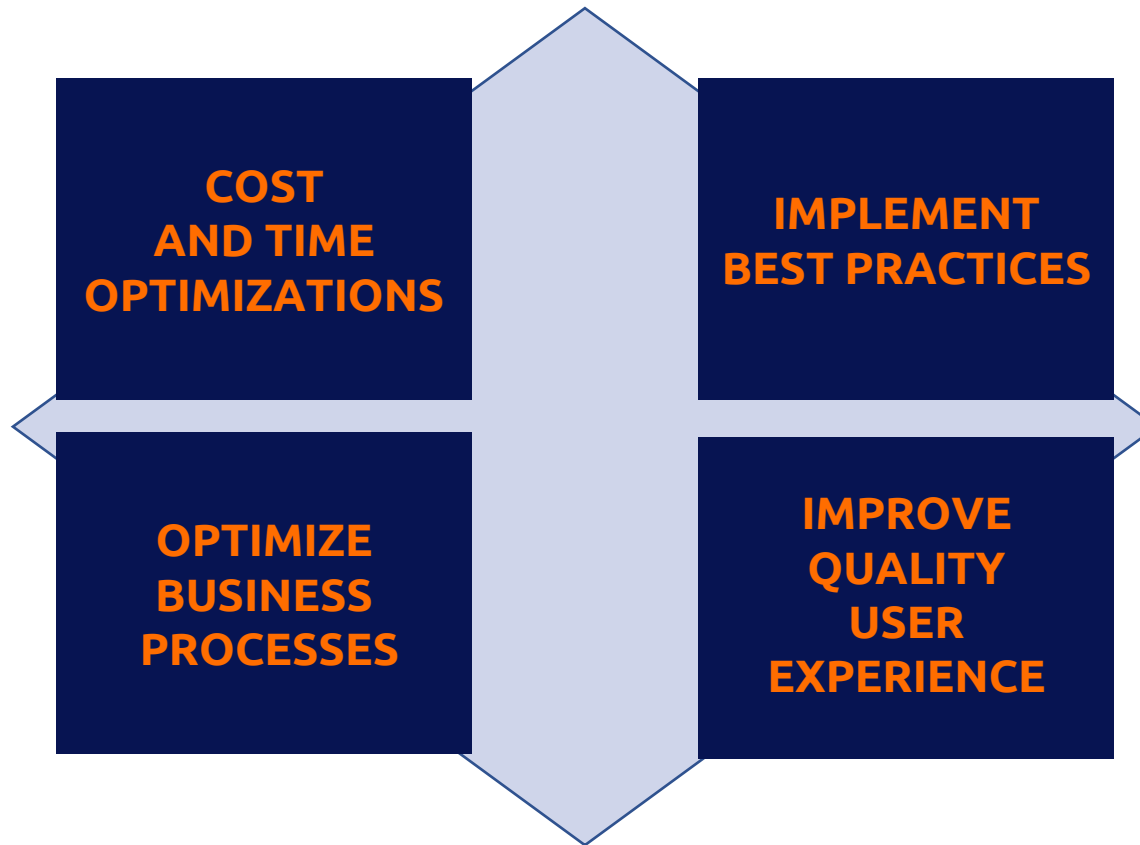 COST
AND TIME
OPTIMIZATIONS
IMPLEMENT
BEST PRACTICES
OPTIMIZE
BUSINESS
PROCESSES
IMPROVE
QUALITY
USER
EXPERIENCE